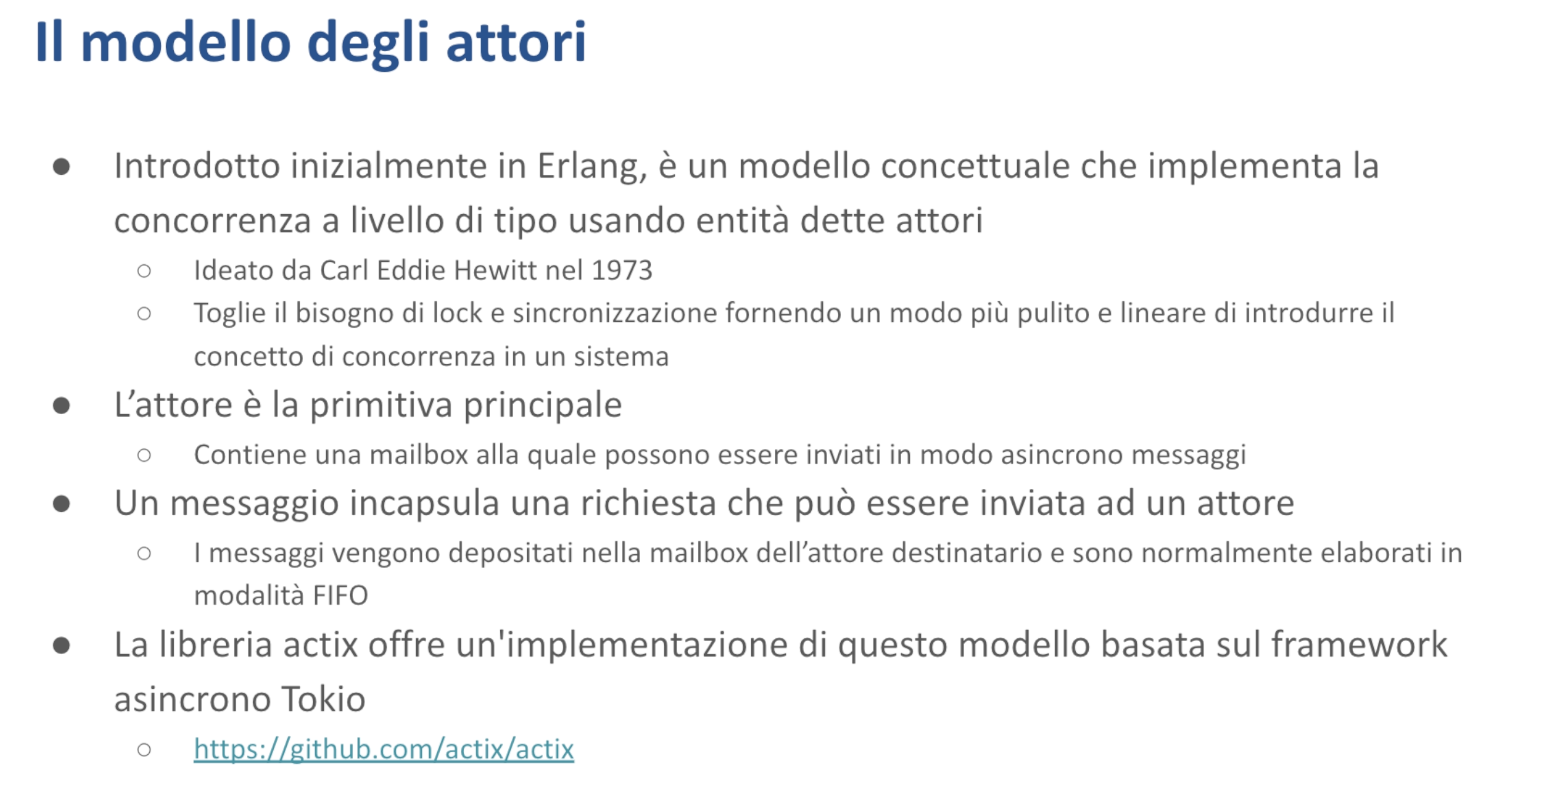 Il modello degli attori
● Introdotto inizialmente in Erlang, è un modello concettuale che implementa la
concorrenza a livello di tipo usando entità dette attori
○ Ideato da Carl Eddie Hewitt nel 1973
○ Toglie il bisogno di lock e sincronizzazione fornendo un modo più pulito e lineare di introdurre il
concetto di concorrenza in un sistema
● L’attore è la primitiva principale
○ Contiene una mailbox alla quale possono essere inviati in modo asincrono messaggi
● Un messaggio incapsula una richiesta che può essere inviata ad un attore
○ I messaggi vengono depositati nella mailbox dell’attore destinatario e sono normalmente elaborati in
modalità FIFO
● La libreria actix offre un'implementazione di questo modello basata sul framework
asincrono Tokio
○ https://github.com/actix/actix